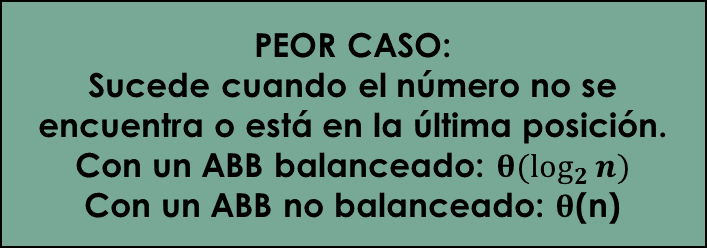 PEOR CASO:
Sucede cuando el número no se
encuentra o está en la última posición.
Con un ABB balanceado: θ(log₂ n)
Con un ABB no balanceado: θ(n)